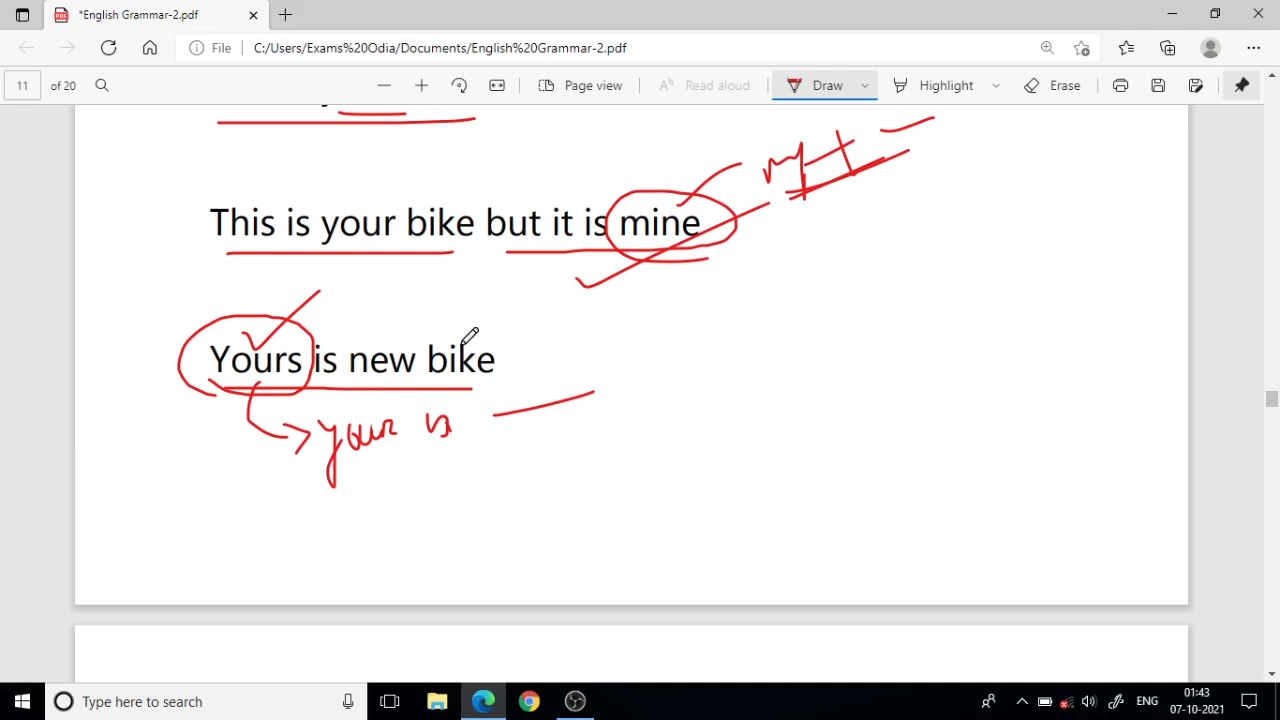 *English Grammar-2.pdf
File
C:/Users/Exams%20Odia/Documents/English%20Grammar-2.pdf
11
of 20
Page view
Read aloud
Draw
Highlight
Erase
This is your bike but it is mine
Yours is new bike
your is
Type here to search
ENG
01:43
07-10-2021